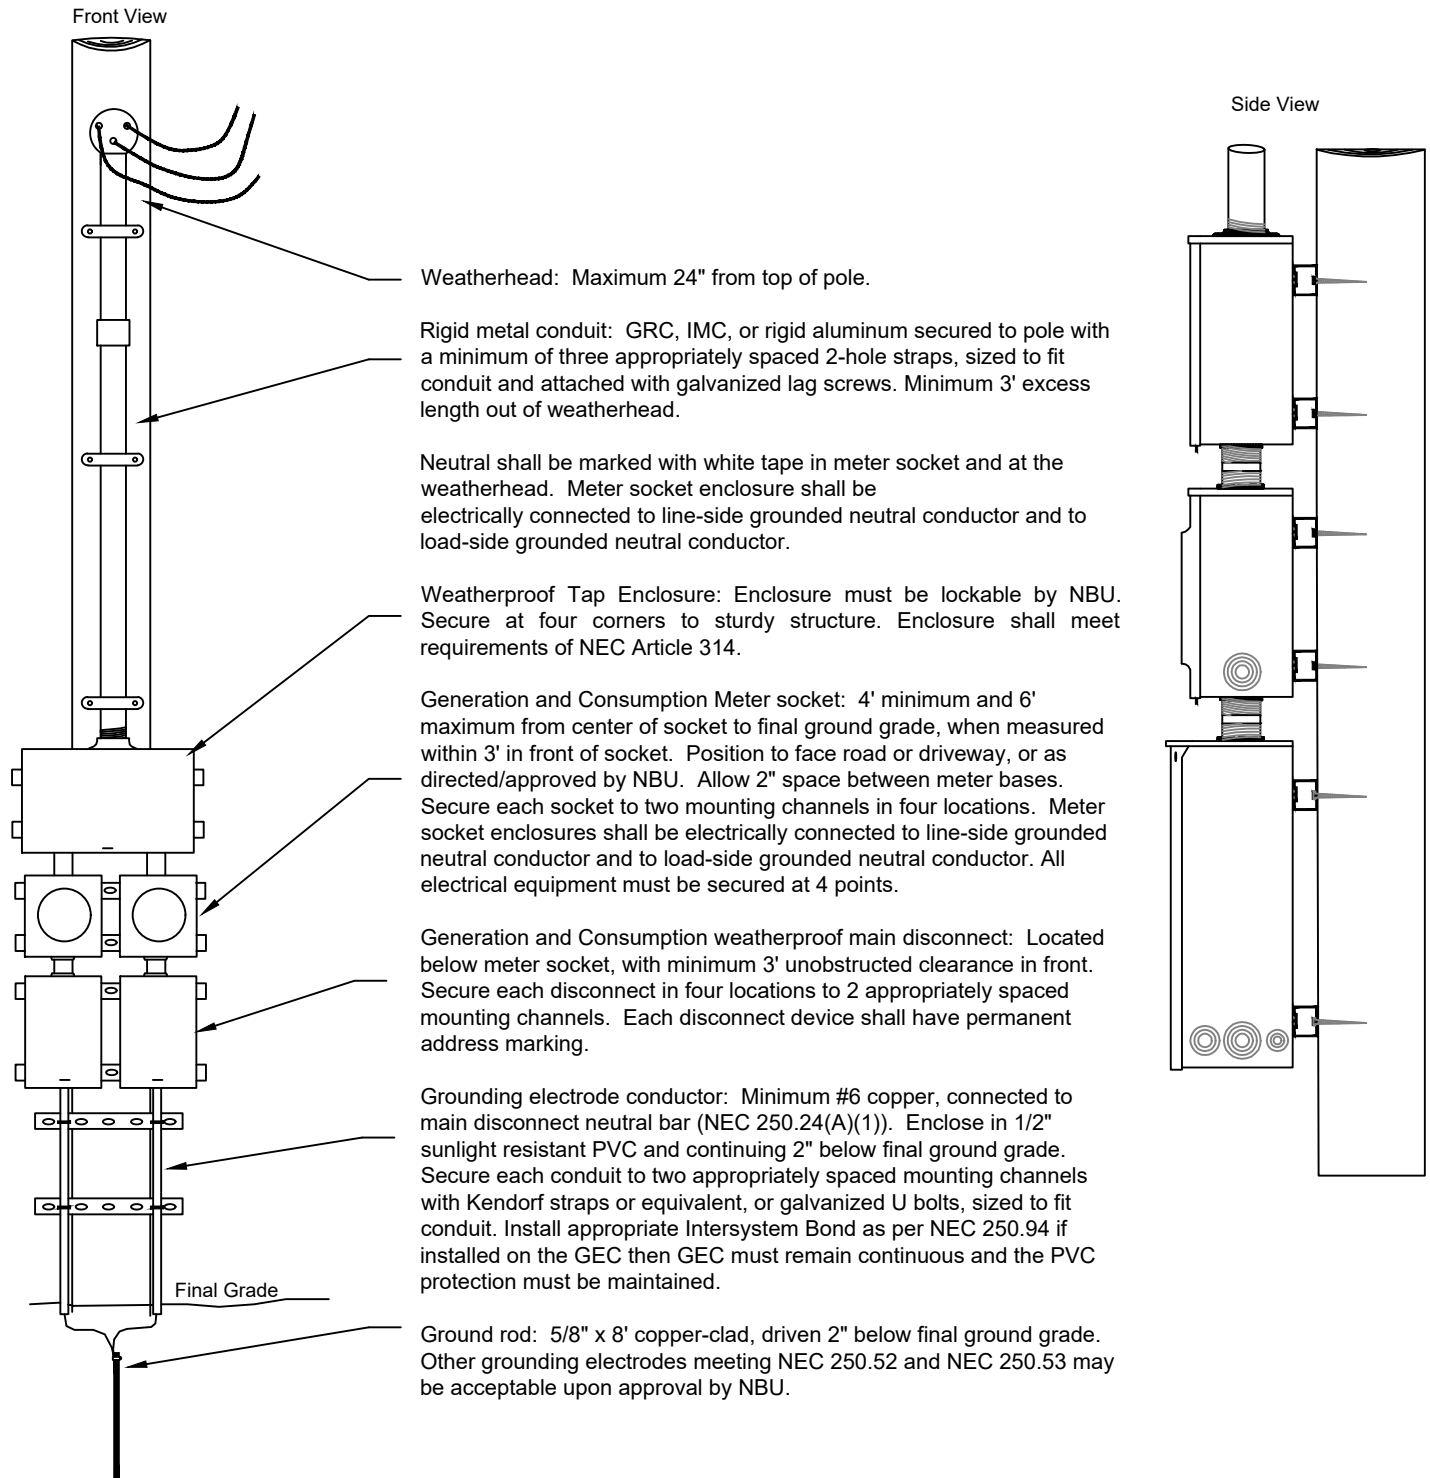 Front View
Side View
Weatherhead: Maximum 24" from top of pole.
Rigid metal conduit: GRC, IMC, or rigid aluminum secured to pole with
a minimum of three appropriately spaced 2-hole straps, sized to fit
conduit and attached with galvanized lag screws. Minimum 3' excess
length out of weatherhead.
Neutral shall be marked with white tape in meter socket and at the
weatherhead. Meter socket enclosure shall be
electrically connected to line-side grounded neutral conductor and to
load-side grounded neutral conductor.
Weatherproof Tap Enclosure: Enclosure must be lockable by NBU.
Secure at four corners to sturdy structure. Enclosure shall meet
requirements of NEC Article 314.
Generation and Consumption Meter socket: 4' minimum and 6'
maximum from center of socket to final ground grade, when measured
within 3' in front of socket. Position to face road or driveway, or as
directed/approved by NBU. Allow 2" space between meter bases.
Secure each socket to two mounting channels in four locations. Meter
socket enclosures shall be electrically connected to line-side grounded
neutral conductor and to load-side grounded neutral conductor. All
electrical equipment must be secured at 4 points.
Generation and Consumption weatherproof main disconnect: Located
below meter socket, with minimum 3' unobstructed clearance in front.
Secure each disconnect in four locations to 2 appropriately spaced
mounting channels. Each disconnect device shall have permanent
address marking.
Grounding electrode conductor: Minimum #6 copper, connected to
main disconnect neutral bar (NEC 250.24(A)(1)). Enclose in 1/2"
sunlight resistant PVC and continuing 2" below final ground grade.
Secure each conduit to two appropriately spaced mounting channels
with Kendorf straps or equivalent, or galvanized U bolts, sized to fit
conduit. Install appropriate Intersystem Bond as per NEC 250.94 if
installed on the GEC then GEC must remain continuous and the PVC
protection must be maintained.
Final Grade
Ground rod: 5/8" x 8' copper-clad, driven 2" below final ground grade.
Other grounding electrodes meeting NEC 250.52 and NEC 250.53 may
be acceptable upon approval by NBU.